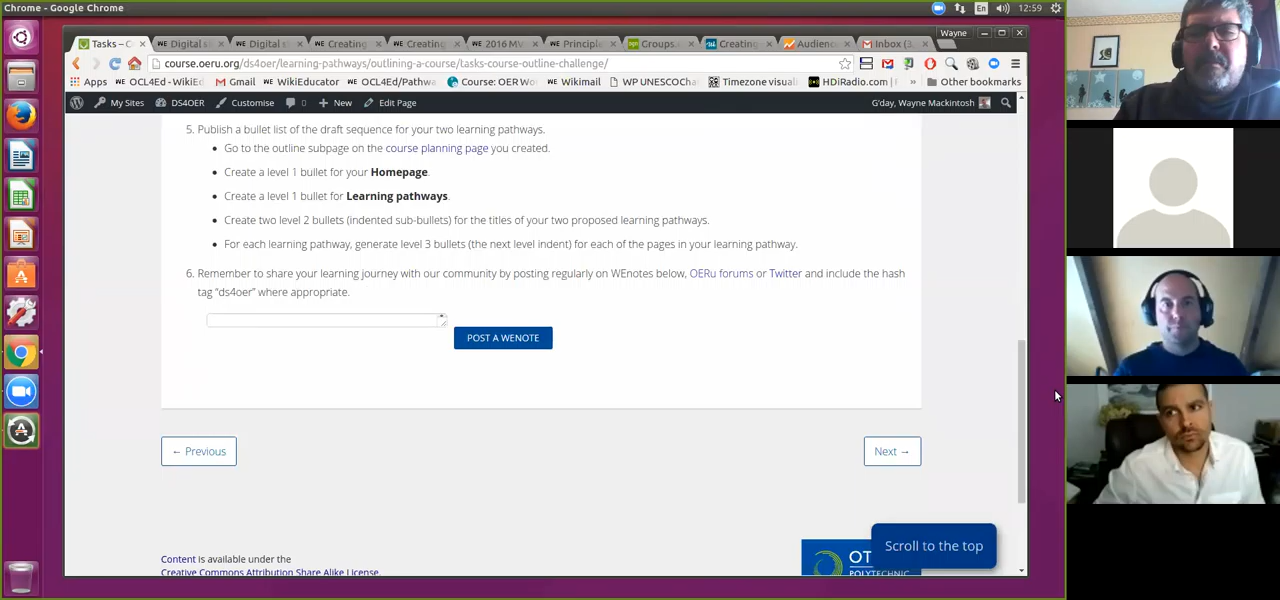 Chrome - Google Chrome
En
12:59
Tasks – C
Digital s
Digital s
Creating
Creating
2016 MV
Principle
Groups.c
Creating
Audienc
Inbox (3
Wayne
course.oeru.org/ds4oer/learning-pathways/outlining-a-course/tasks-course-outline-challenge/
Apps
OCL4Ed - WikiEd
Gmail
WikiEducator
OCL4Ed/Pathwa
Course: OER Wor
Wikimail
WP UNESCOCha
Timezone visuali
HDiRadio.com |
»
Other bookmarks
My Sites
DS4OER
Customise
0
New
Edit Page
G'day, Wayne Mackintosh
5. Publish a bullet list of the draft sequence for your two learning pathways.
• Go to the outline subpage on the course planning page you created.
• Create a level 1 bullet for your Homepage.
• Create a level 1 bullet for Learning pathways.
• Create two level 2 bullets (indented sub-bullets) for the titles of your two proposed learning pathways.
• For each learning pathway, generate level 3 bullets (the next level indent) for each of the pages in your learning pathway.
6. Remember to share your learning journey with our community by posting regularly on WEnotes below, OERu forums or Twitter and include the hash
tag “ds4oer” where appropriate.
POST A WENOTE
← Previous
Next →
Scroll to the top
Content is available under the
Creative Commons Attribution Share Alike License.
OT
POLYTECHNIC